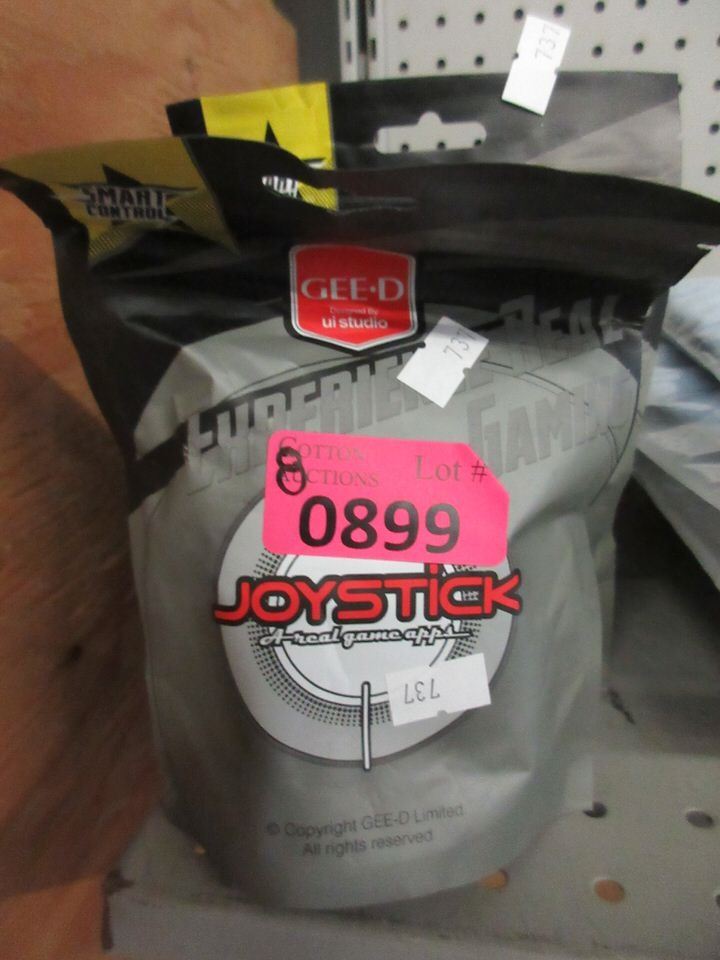 737
SMART
CONTROL
GEE·D
Designed By
ui studio
737
EXPERIENCE REAL
GAMING
8
COTTON
AUCTIONS
Lot #
0899
JOYSTICK
A real game apps!
737
© Copyright GEE-D Limited
All rights reserved